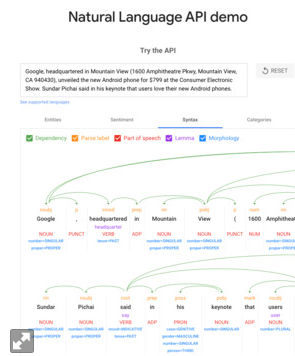 Natural Language API demo
Try the API
Google, headquartered in Mountain View (1600 Amphitheatre Pkwy, Mountain View,
CA 940430), unveiled the new Android phone for $799 at the Consumer Electronic
Show. Sundar Pichai said in his keynote that users love their new Android phones.
RESET
See supported languages
Entities Sentiment Syntax Categories
Dependency Parse label Part of speech Lemma Morphology
nsubj p vmod prep nn pobj p num nn
Google , headquartered in Mountain View ( 1600 Amphitheat
headquarter
NOUN PUNCT VERB ADP NOUN NOUN PUNCT NUM NOUN
number=SINGULAR tense=PAST number=SINGULAR number=SINGULAR number=SINGULA
proper=PROPER proper=PROPER proper=PROPER proper=PROPER
nn nsubj root prep poss pobj mark nsubj
Sundar Pichai said in his keynote that users
say user
NOUN NOUN VERB ADP PRON NOUN ADP NOUN
number=SINGULAR number=SINGULAR mood=INDICATIVE case=GENITIVE number=SINGULAR number=PLURAL
proper=PROPER proper=PROPER tense=PAST gender=MASCULINE
number=SINGULAR
person=THIRD